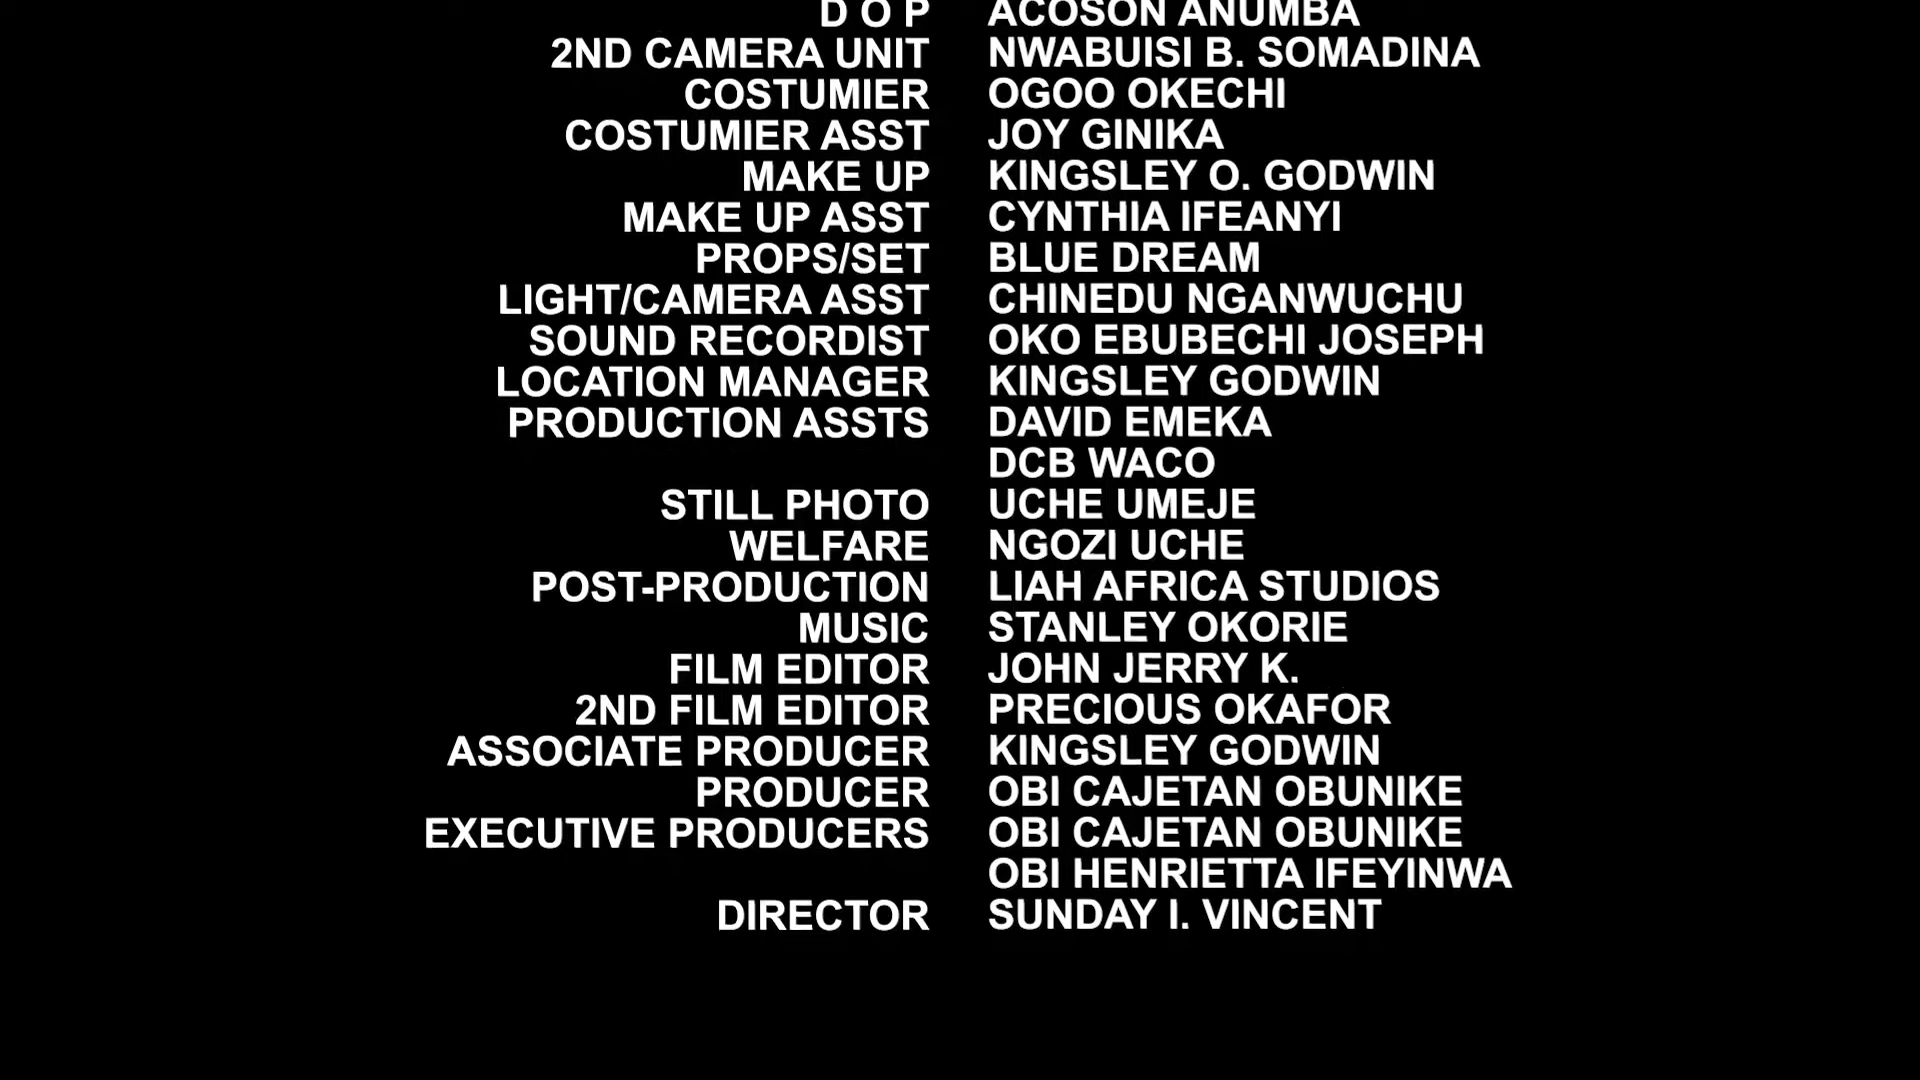 D O P ACOSON ANUMBA
2ND CAMERA UNIT NWABUISI B. SOMADINA
COSTUMIER OGOO OKECHI
COSTUMIER ASST JOY GINIKA
MAKE UP KINGSLEY O. GODWIN
MAKE UP ASST CYNTHIA IFEANYI
PROPS/SET BLUE DREAM
LIGHT/CAMERA ASST CHINEDU NGANWUCHU
SOUND RECORDIST OKO EBUBECHI JOSEPH
LOCATION MANAGER KINGSLEY GODWIN
PRODUCTION ASSTS DAVID EMEKA
DCB WACO
STILL PHOTO UCHE UMEJE
WELFARE NGOZI UCHE
POST-PRODUCTION LIAH AFRICA STUDIOS
MUSIC STANLEY OKORIE
FILM EDITOR JOHN JERRY K.
2ND FILM EDITOR PRECIOUS OKAFOR
ASSOCIATE PRODUCER KINGSLEY GODWIN
PRODUCER OBI CAJETAN OBUNIKE
EXECUTIVE PRODUCERS OBI CAJETAN OBUNIKE
OBI HENRIETTA IFEYINWA
DIRECTOR SUNDAY I. VINCENT